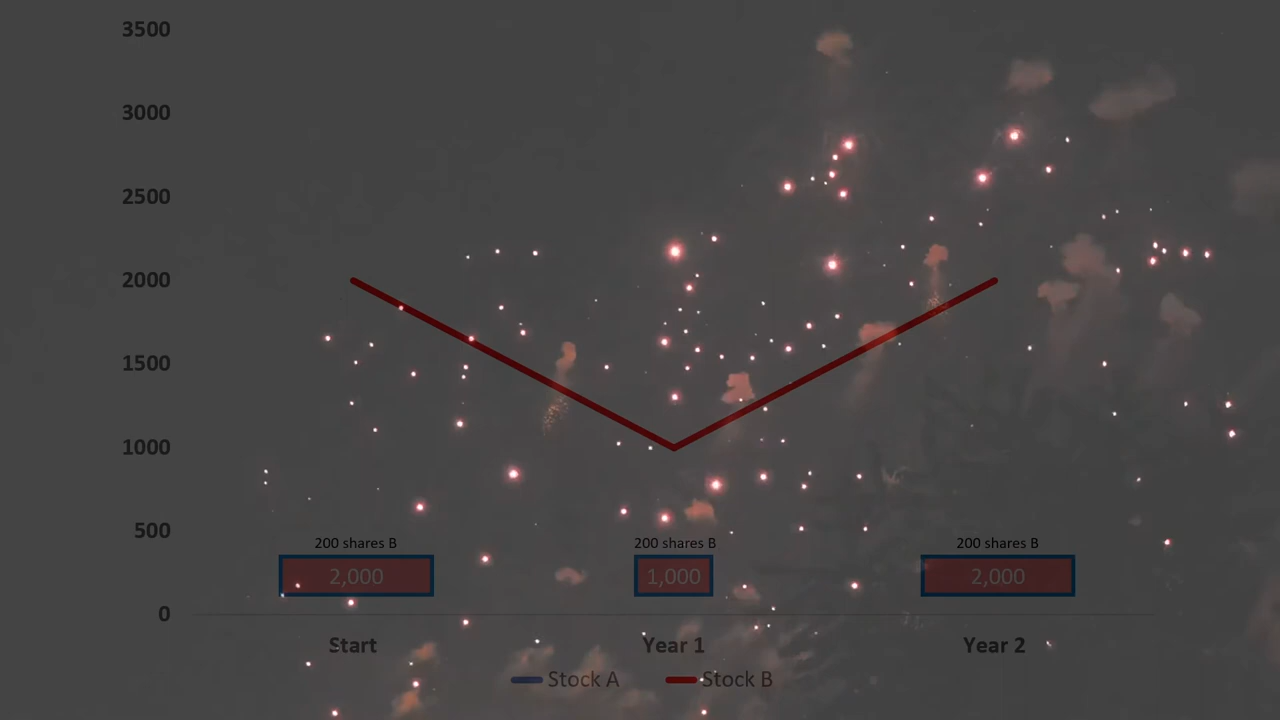 3500
3000
2500
2000
1500
1000
500
0
200 shares B
200 shares B
200 shares B
2,000
1,000
2,000
Start
Year 1
Year 2
Stock A
Stock B